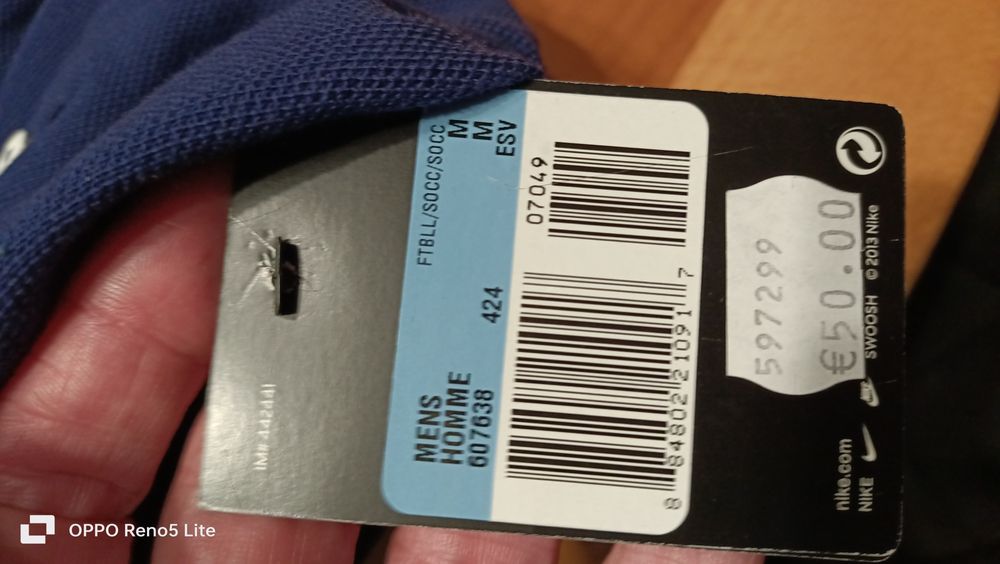 FTBLL/SOCC/SOCC
M
M
ESV
424
MENS
HOMME
607638
07049
8 84802 21091 7
597299
€50.00
nike.com
NIKE
SWOOSH © 2013 Nike
OPPO Reno5 Lite